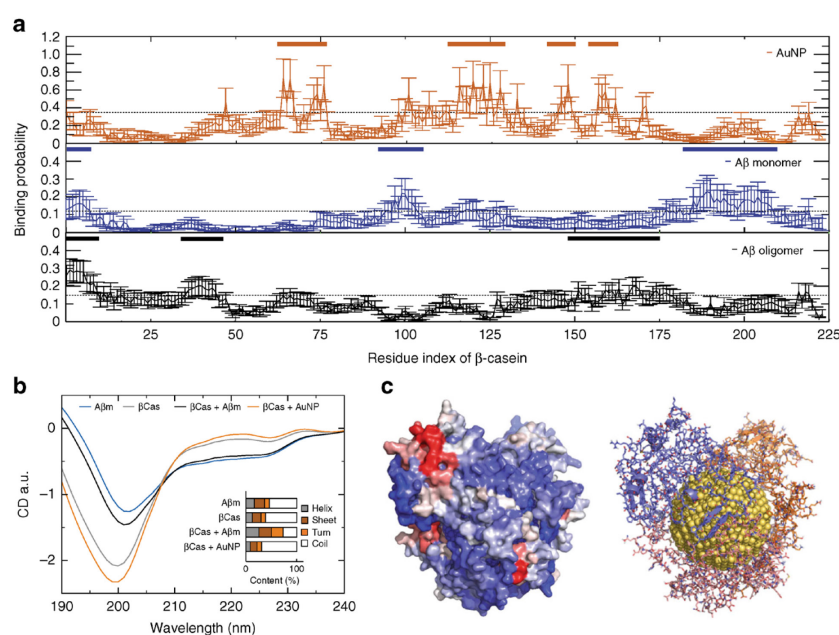 a
1.2
1.0
0.8
0.6
0.4
0.2
0
AuNP
Binding probability
0.4
0.3
0.2
0.1
0
Aβ monomer
0.4
0.3
0.2
0.1
0
Aβ oligomer
25 50 75 100 125 150 175 200 225
Residue index of β-casein
b
Aβm βCas βCas + Aβm βCas + AuNP
0
−1
−2
CD a.u.
Aβm
βCas
βCas + Aβm
βCas + AuNP
0 100
Content (%)
Helix
Sheet
Turn
Coil
190 200 210 220 230 240
Wavelength (nm)
c